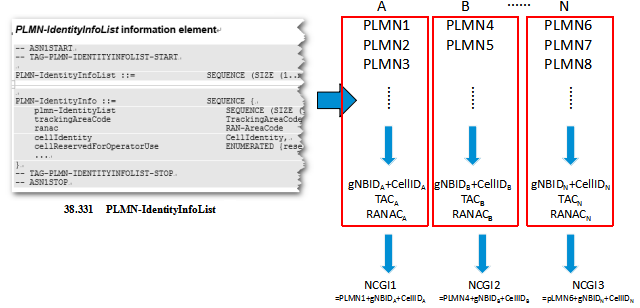 PLMN-IdentityInfoList information element
-- ASN1START
-- TAG-PLMN-IDENTITYINFOLIST-START
PLMN-IdentityInfoList ::= SEQUENCE (SIZE (1..m
PLMN-IdentityInfo ::= SEQUENCE {
plmn-IdentityList SEQUENCE (SIZE (
trackingAreaCode TrackingAreaCode
ranac RAN-AreaCode
cellIdentity CellIdentity,
cellReservedForOperatorUse ENUMERATED {rese
...
}
-- TAG-PLMN-IDENTITYINFOLIST-STOP
-- ASN1STOP
38.331 PLMN-IdentityInfoList
A B ...... N
PLMN1 PLMN4 PLMN6
PLMN2 PLMN5 PLMN7
PLMN3 PLMN8
gNBIDA+CellIDA gNBIDB+CellIDB gNBIDN+CellIDN
TACA TACB TACN
RANACA RANACB RANACN
NCGI1 NCGI2 NCGI3
=PLMN1+gNBIDA+CellIDA =PLMN4+gNBIDB+CellIDB =pLMN6+gNBIDN+CellIDN